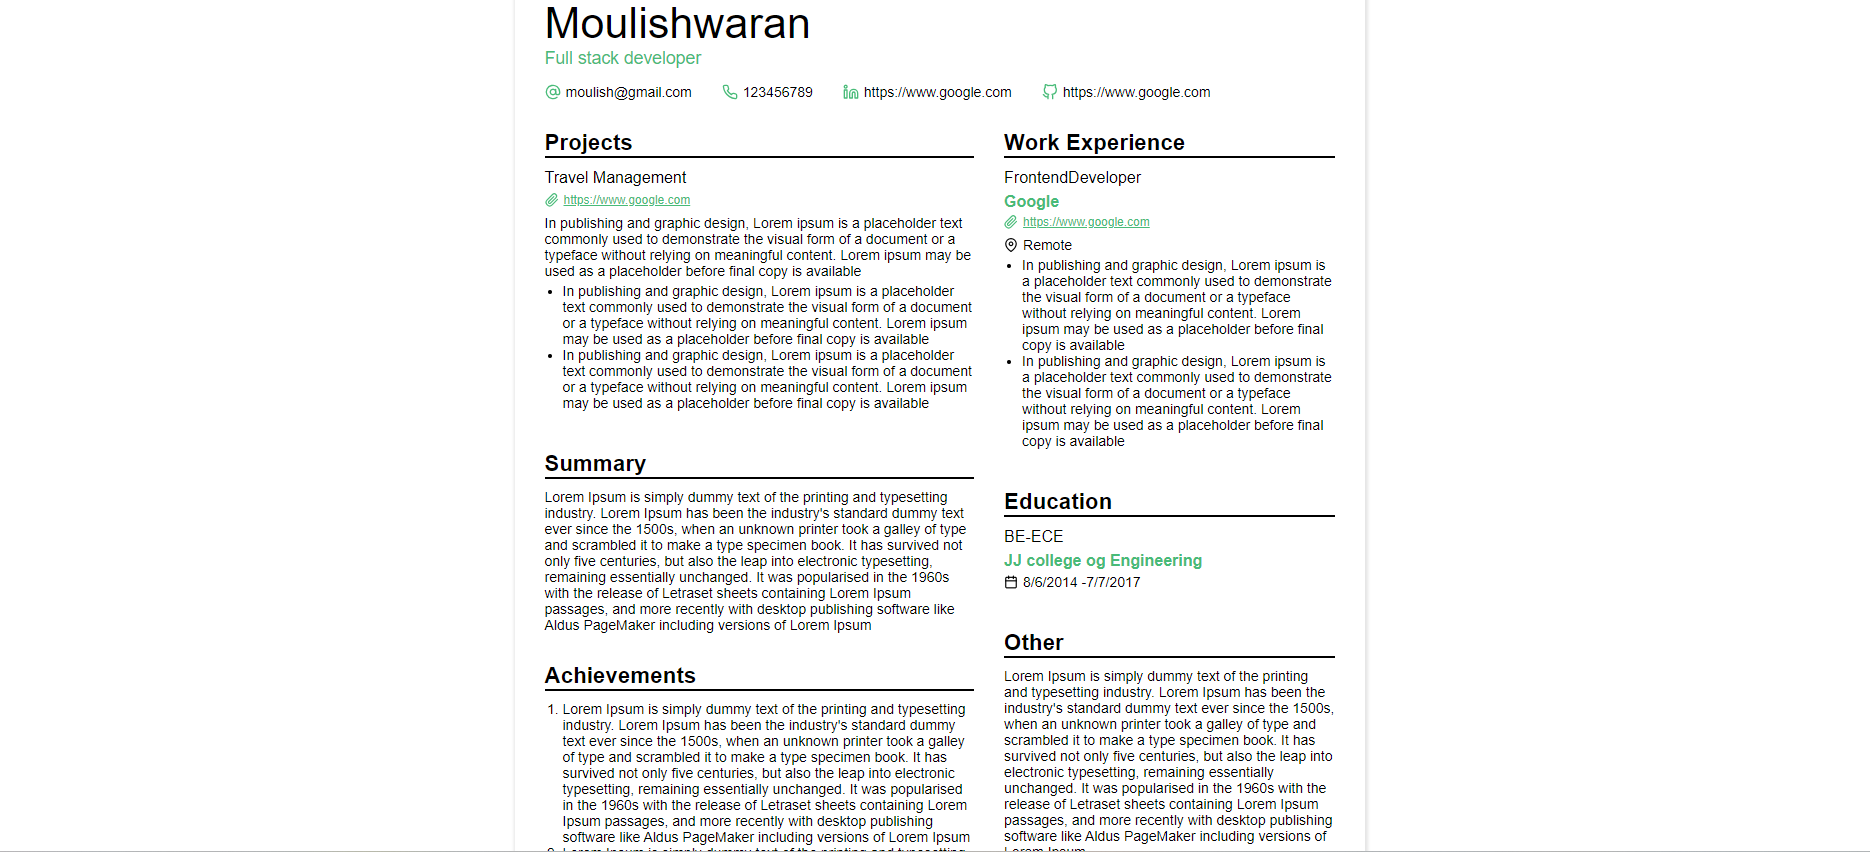 Moulishwaran
Full stack developer
moulish@gmail.com 123456789 https://www.google.com https://www.google.com
Projects
Travel Management
https://www.google.com
In publishing and graphic design, Lorem ipsum is a placeholder text
commonly used to demonstrate the visual form of a document or a
typeface without relying on meaningful content. Lorem ipsum may be
used as a placeholder before final copy is available
• In publishing and graphic design, Lorem ipsum is a placeholder
text commonly used to demonstrate the visual form of a document
or a typeface without relying on meaningful content. Lorem ipsum
may be used as a placeholder before final copy is available
• In publishing and graphic design, Lorem ipsum is a placeholder
text commonly used to demonstrate the visual form of a document
or a typeface without relying on meaningful content. Lorem ipsum
may be used as a placeholder before final copy is available
Summary
Lorem Ipsum is simply dummy text of the printing and typesetting
industry. Lorem Ipsum has been the industry's standard dummy text
ever since the 1500s, when an unknown printer took a galley of type
and scrambled it to make a type specimen book. It has survived not
only five centuries, but also the leap into electronic typesetting,
remaining essentially unchanged. It was popularised in the 1960s
with the release of Letraset sheets containing Lorem Ipsum
passages, and more recently with desktop publishing software like
Aldus PageMaker including versions of Lorem Ipsum
Achievements
1. Lorem Ipsum is simply dummy text of the printing and typesetting
industry. Lorem Ipsum has been the industry's standard dummy
text ever since the 1500s, when an unknown printer took a galley
of type and scrambled it to make a type specimen book. It has
survived not only five centuries, but also the leap into electronic
typesetting, remaining essentially unchanged. It was popularised
in the 1960s with the release of Letraset sheets containing Lorem
Ipsum passages, and more recently with desktop publishing
software like Aldus PageMaker including versions of Lorem Ipsum
Work Experience
FrontendDeveloper
Google
https://www.google.com
Remote
• In publishing and graphic design, Lorem ipsum is
a placeholder text commonly used to demonstrate
the visual form of a document or a typeface
without relying on meaningful content. Lorem
ipsum may be used as a placeholder before final
copy is available
• In publishing and graphic design, Lorem ipsum is
a placeholder text commonly used to demonstrate
the visual form of a document or a typeface
without relying on meaningful content. Lorem
ipsum may be used as a placeholder before final
copy is available
Education
BE-ECE
JJ college og Engineering
8/6/2014 -7/7/2017
Other
Lorem Ipsum is simply dummy text of the printing
and typesetting industry. Lorem Ipsum has been the
industry's standard dummy text ever since the 1500s,
when an unknown printer took a galley of type and
scrambled it to make a type specimen book. It has
survived not only five centuries, but also the leap into
electronic typesetting, remaining essentially
unchanged. It was popularised in the 1960s with the
release of Letraset sheets containing Lorem Ipsum
passages, and more recently with desktop publishing
software like Aldus PageMaker including versions of